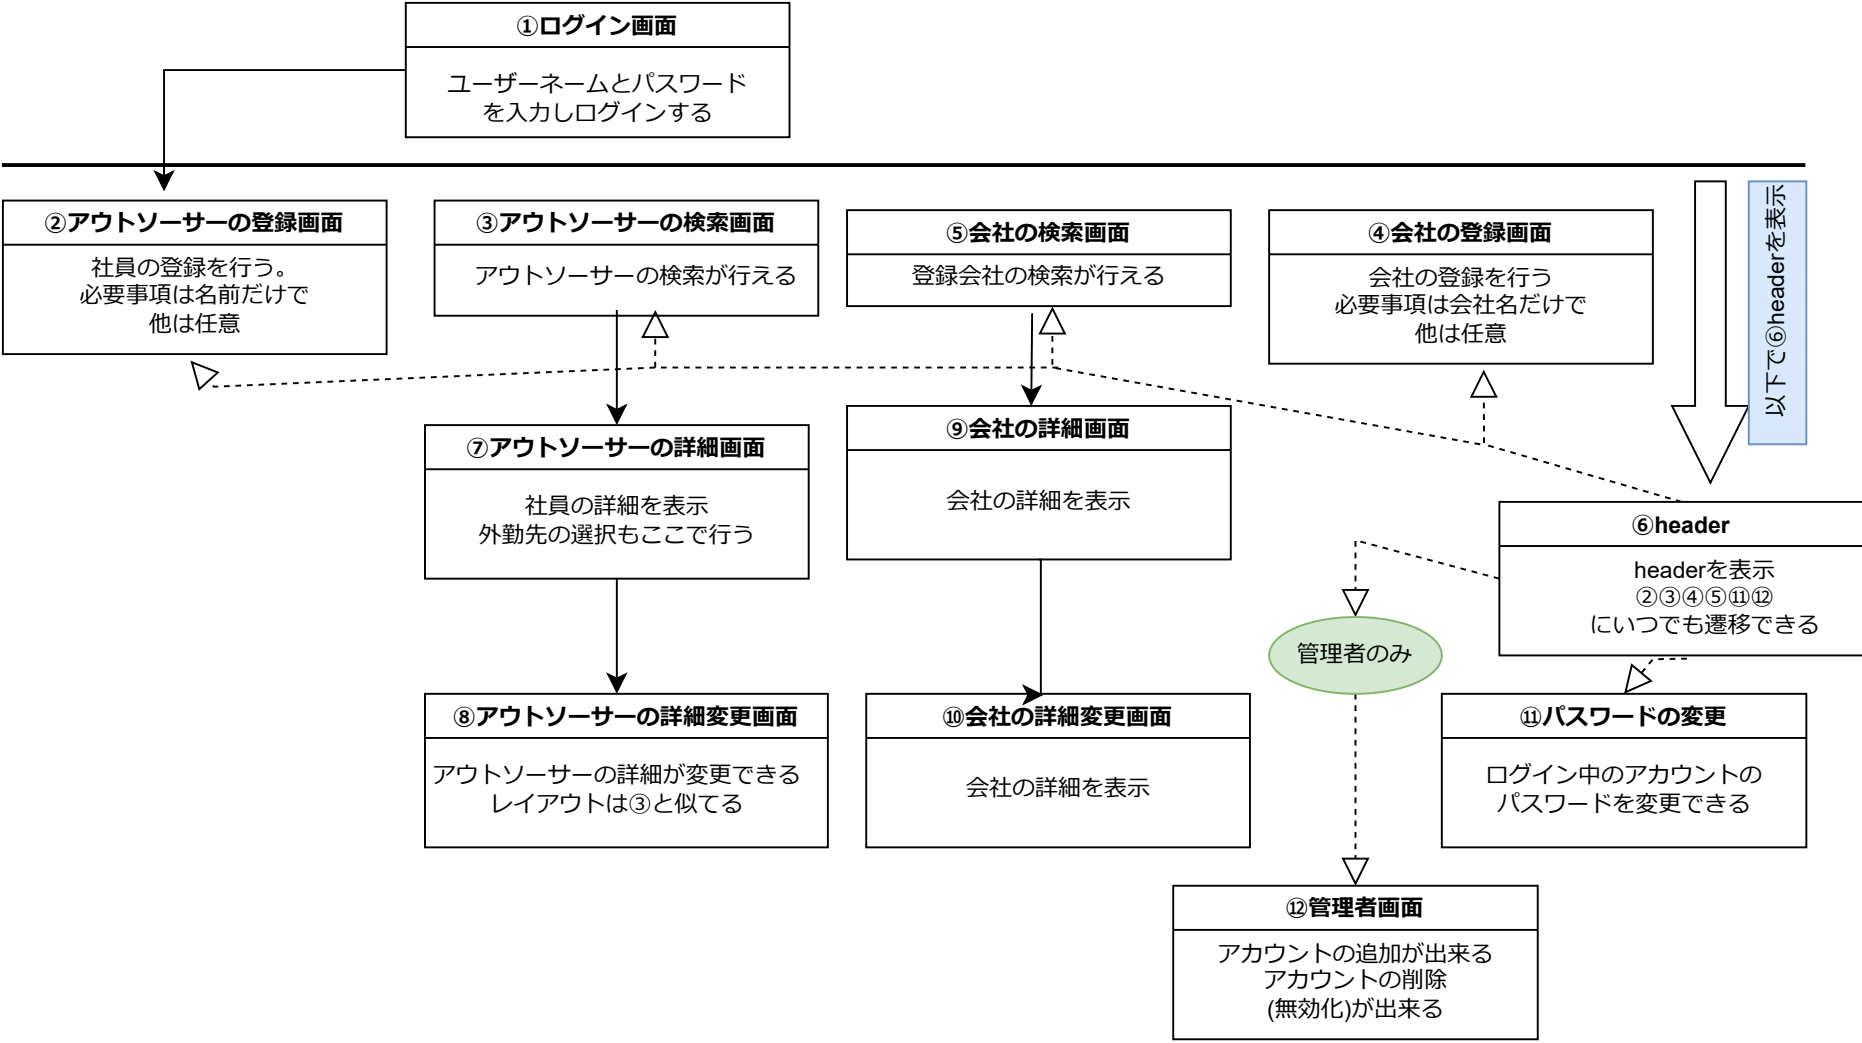 ①ログイン画面
ユーザーネームとパスワード
を入力しログインする
②アウトソーサーの登録画面
社員の登録を行う。
必要事項は名前だけで
他は任意
③アウトソーサーの検索画面
アウトソーサーの検索が行える
⑤会社の検索画面
登録会社の検索が行える
④会社の登録画面
会社の登録を行う
必要事項は会社名だけで
他は任意
以下で⑥headerを表示
⑦アウトソーサーの詳細画面
社員の詳細を表示
外勤先の選択もここで行う
⑨会社の詳細画面
会社の詳細を表示
⑥header
headerを表示
②③④⑤⑪⑫
にいつでも遷移できる
管理者のみ
⑧アウトソーサーの詳細変更画面
アウトソーサーの詳細が変更できる
レイアウトは③と似てる
⑩会社の詳細変更画面
会社の詳細を表示
⑪パスワードの変更
ログイン中のアカウントの
パスワードを変更できる
⑫管理者画面
アカウントの追加が出来る
アカウントの削除
(無効化)が出来る